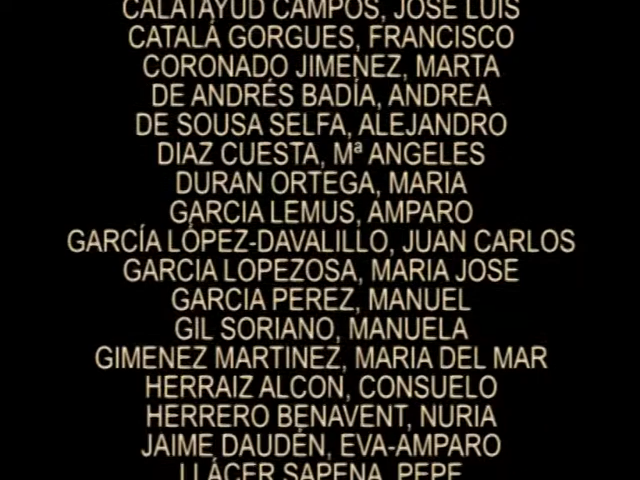 CALATAYUD CAMPOS, JOSE LUIS
CATALÁ GORGUES, FRANCISCO
CORONADO JIMENEZ, MARTA
DE ANDRÉS BADÍA, ANDREA
DE SOUSA SELFA, ALEJANDRO
DIAZ CUESTA, Mª ANGELES
DURAN ORTEGA, MARIA
GARCIA LEMUS, AMPARO
GARCÍA LÓPEZ-DAVALILLO, JUAN CARLOS
GARCIA LOPEZOSA, MARIA JOSE
GARCIA PEREZ, MANUEL
GIL SORIANO, MANUELA
GIMENEZ MARTINEZ, MARIA DEL MAR
HERRAIZ ALCON, CONSUELO
HERRERO BENAVENT, NURIA
JAIME DAUDÉN, EVA-AMPARO
LLÁCER SAPENA, PEPE